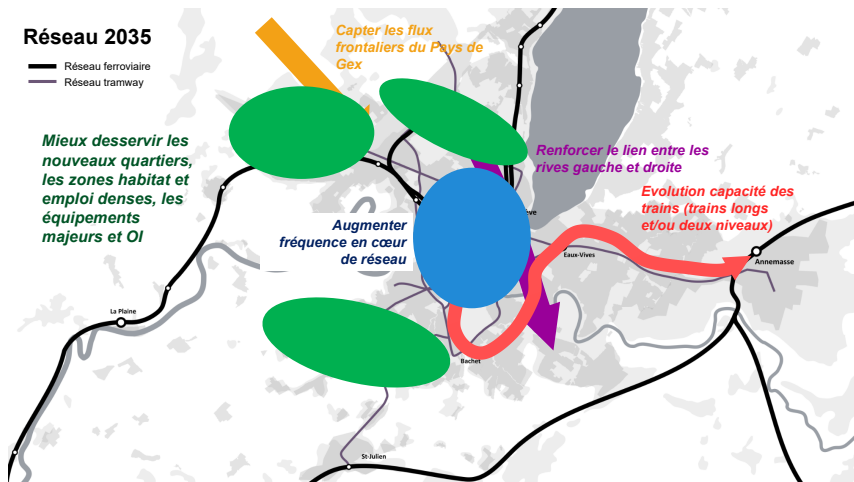 Réseau 2035
Réseau ferroviaire
Réseau tramway
Capter les flux
frontaliers du Pays de
Gex
Mieux desservir les
nouveaux quartiers,
les zones habitat et
emploi denses, les
équipements
majeurs et OI
Renforcer le lien entre les
rives gauche et droite
Evolution capacité des
trains (trains longs
et/ou deux niveaux)
Augmenter
fréquence en cœur
de réseau
Eaux-Vives
Annemasse
La Plaine
Bachet
St-Julien